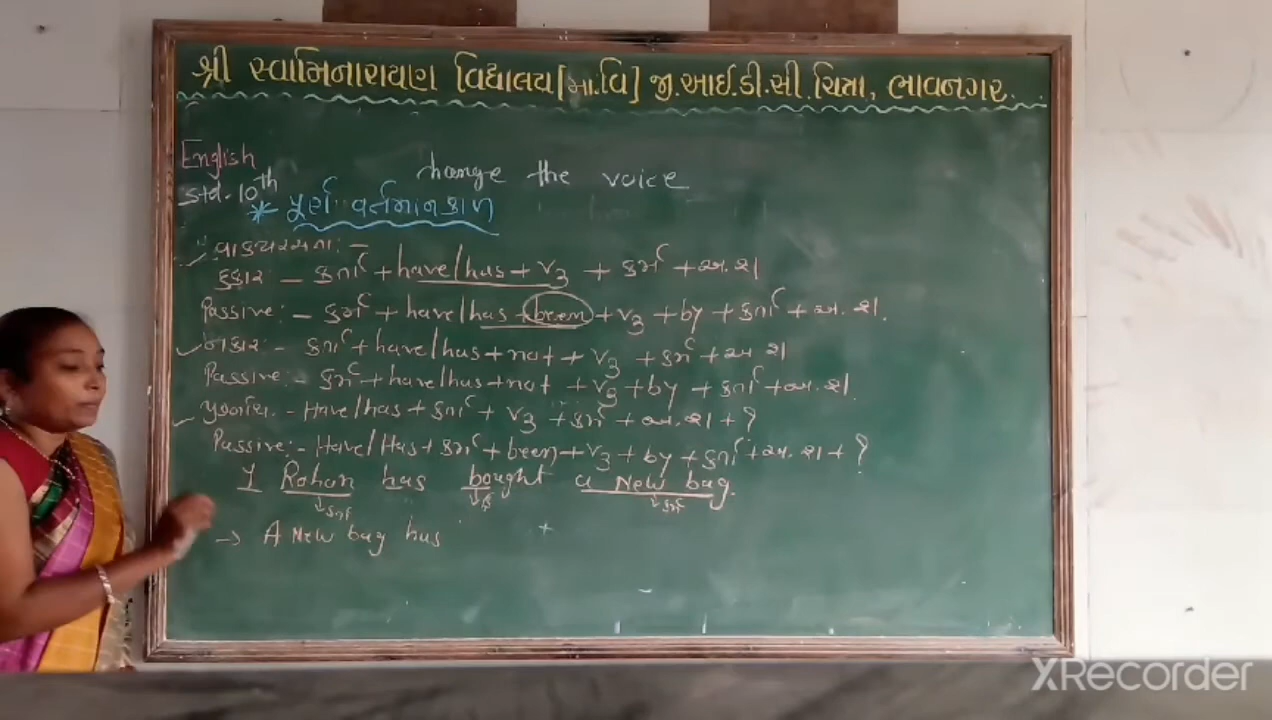 શ્રી સ્વામિનારાયણ વિદ્યાલય [મા.વિ] જી.આઈ.ડી.સી. ચિત્રા, ભાવનગર.
English
change the voice
Std-10th
* પૂર્ણ વર્તમાનકાળ
વાક્યરચના:-
હકાર - કર્તા + have/has + v3 + કર્મ + અ.શ
Passive:- કર્મ + have/has + been + v3 + by + કર્તા + અ.શ.
નકાર:- કર્તા + have/has + not + v3 + કર્મ + અ.શ
Passive:- કર્મ + have/has + not + v3 + by + કર્તા + અ.શ.
પ્રશ્નાર્થ.- Have/has + કર્તા + v3 + કર્મ + અ.શ + ?
Passive:- Have/Has + કર્મ + been + v3 + by + કર્તા + અ.શ + ?
1 Rohan has bought a New bag.
↓કર્તા ↓ક્રિ ↓કર્મ
→ A New bag has +
XRecorder